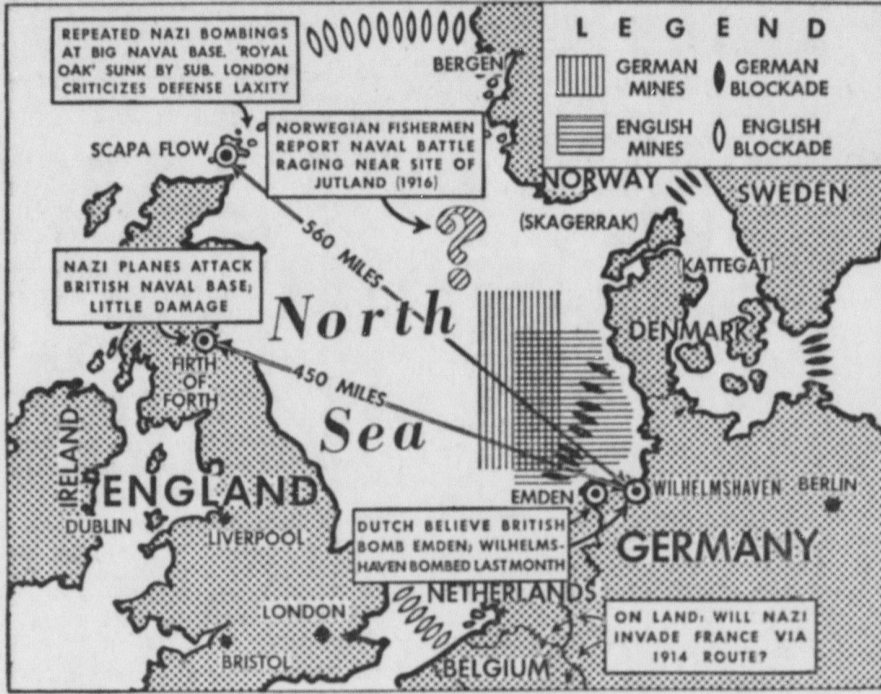 REPEATED NAZI BOMBINGS
AT BIG NAVAL BASE. 'ROYAL
OAK' SUNK BY SUB. LONDON
CRITICIZES DEFENSE LAXITY
BERGEN
LEGEND
GERMAN
MINES
GERMAN
BLOCKADE
ENGLISH
MINES
ENGLISH
BLOCKADE
SCAPA FLOW
NORWEGIAN FISHERMEN
REPORT NAVAL BATTLE
RAGING NEAR SITE OF
JUTLAND (1916)
?
NORWAY
SWEDEN
(SKAGERRAK)
560 MILES
(KATTEGAT)
NAZI PLANES ATTACK
BRITISH NAVAL BASE;
LITTLE DAMAGE
North
Sea
DENMARK
FIRTH
OF
FORTH
450 MILES
IRELAND
ENGLAND
DUBLIN
LIVERPOOL
EMDEN
WILHELMSHAVEN
BERLIN
DUTCH BELIEVE BRITISH
BOMB EMDEN; WILHELMS-
HAVEN BOMBED LAST MONTH
GERMANY
NETHERLANDS
LONDON
BRISTOL
BELGIUM
ON LAND: WILL NAZI
INVADE FRANCE VIA
1914 ROUTE?